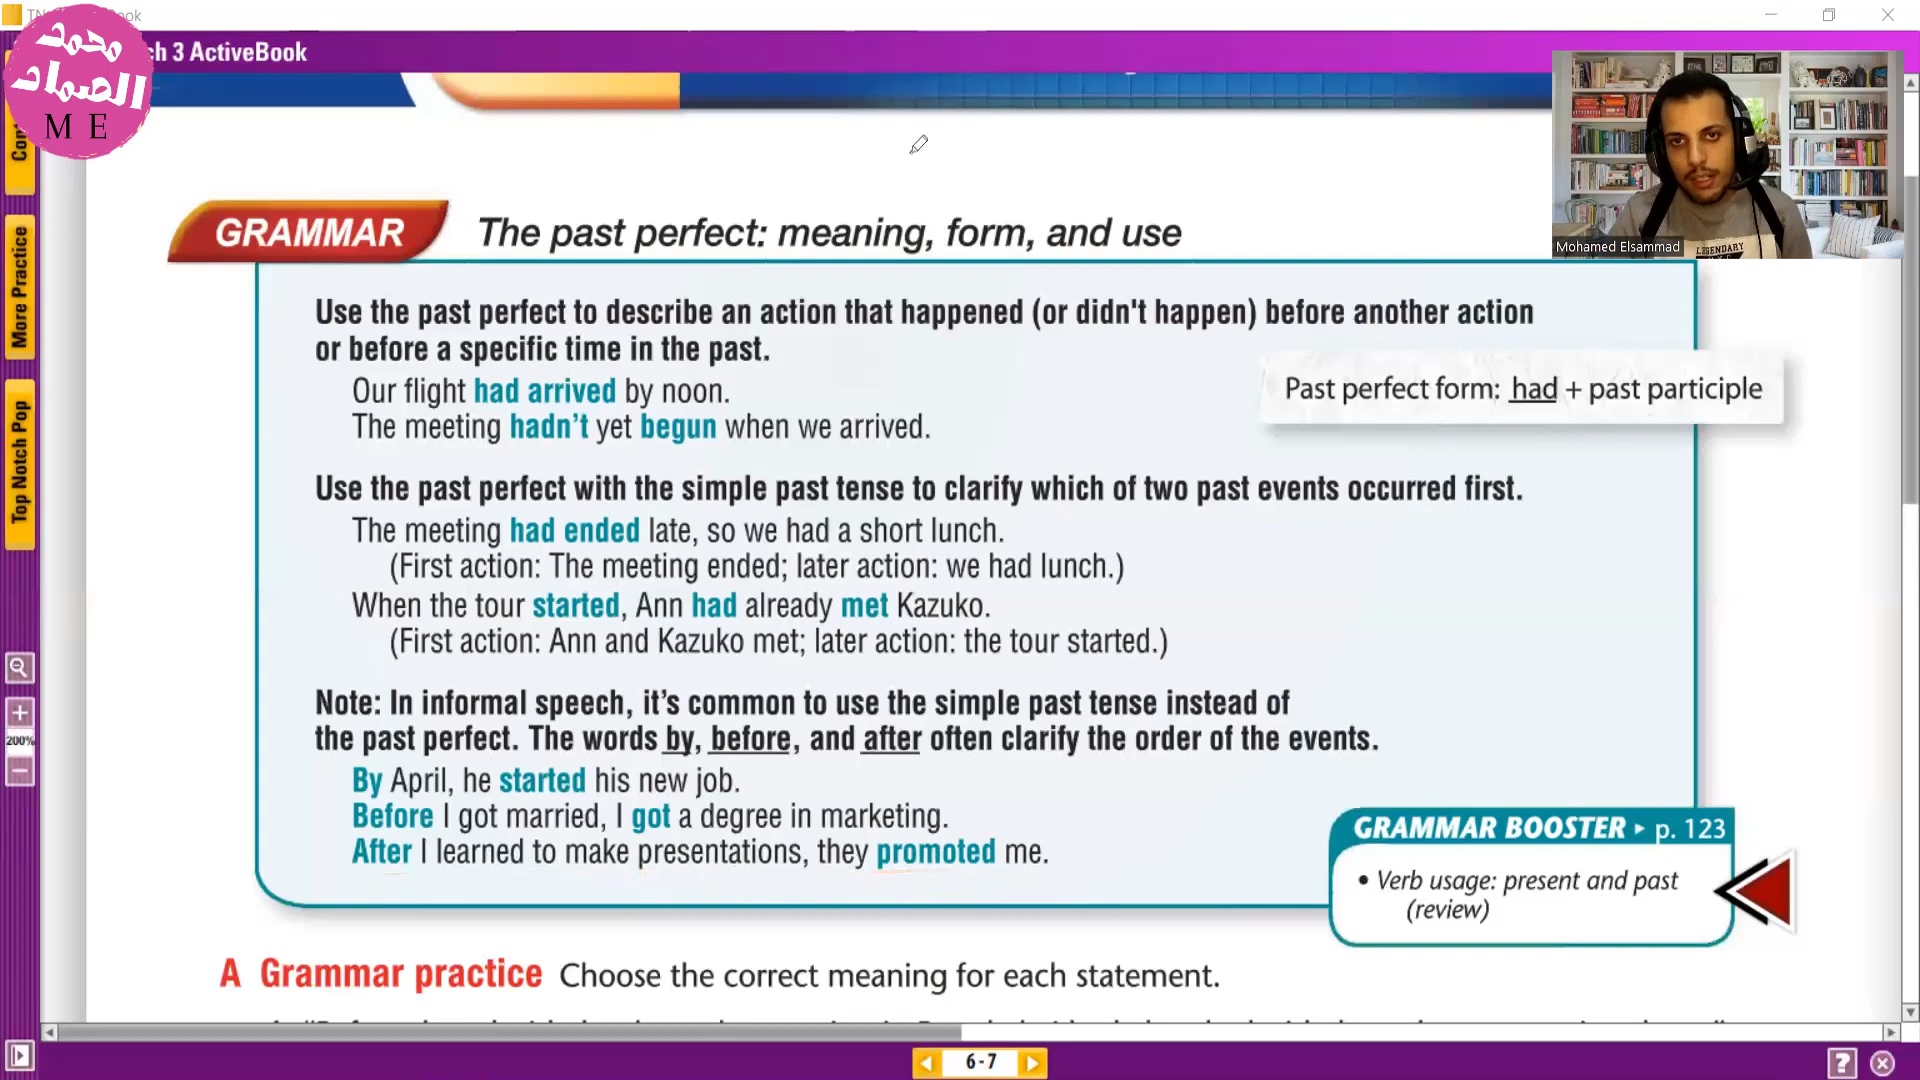 محمد
الصماد
M E
ch 3 ActiveBook
Mohamed Elsammad
LEGENDARY
More Practice
Top Notch Pop
200%
GRAMMAR The past perfect: meaning, form, and use
Use the past perfect to describe an action that happened (or didn't happen) before another action
or before a specific time in the past.
Our flight had arrived by noon.
The meeting hadn't yet begun when we arrived.
Past perfect form: had + past participle
Use the past perfect with the simple past tense to clarify which of two past events occurred first.
The meeting had ended late, so we had a short lunch.
(First action: The meeting ended; later action: we had lunch.)
When the tour started, Ann had already met Kazuko.
(First action: Ann and Kazuko met; later action: the tour started.)
Note: In informal speech, it's common to use the simple past tense instead of
the past perfect. The words by, before, and after often clarify the order of the events.
By April, he started his new job.
Before I got married, I got a degree in marketing.
After I learned to make presentations, they promoted me.
GRAMMAR BOOSTER ▸ p. 123
• Verb usage: present and past
(review)
A Grammar practice Choose the correct meaning for each statement.
6-7
?